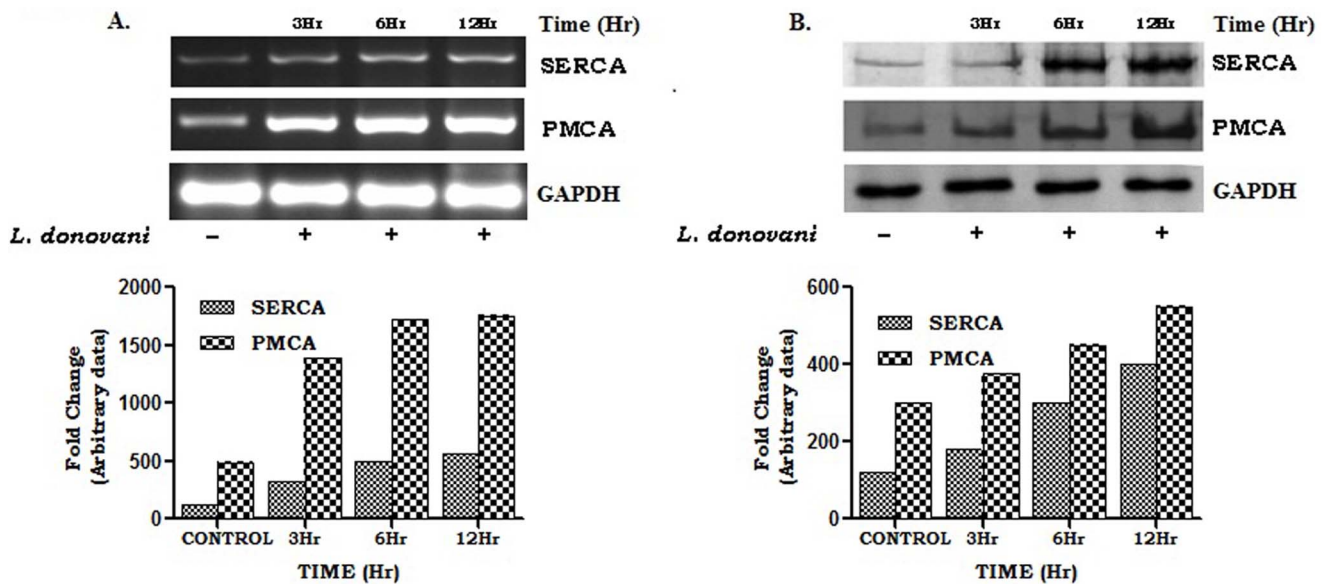 A.
3Hr 6Hr 12Hr Time (Hr)
SERCA
PMCA
GAPDH
L. donovani – + + +
2000
1500
1000
500
0
Fold Change
(Arbitrary data)
SERCA
PMCA
CONTROL 3Hr 6Hr 12Hr
TIME (Hr)
B.
3Hr 6Hr 12Hr Time (Hr)
SERCA
PMCA
GAPDH
L. donovani – + + +
600
400
200
0
Fold Change
(Arbitrary data)
SERCA
PMCA
CONTROL 3Hr 6Hr 12Hr
TIME (Hr)